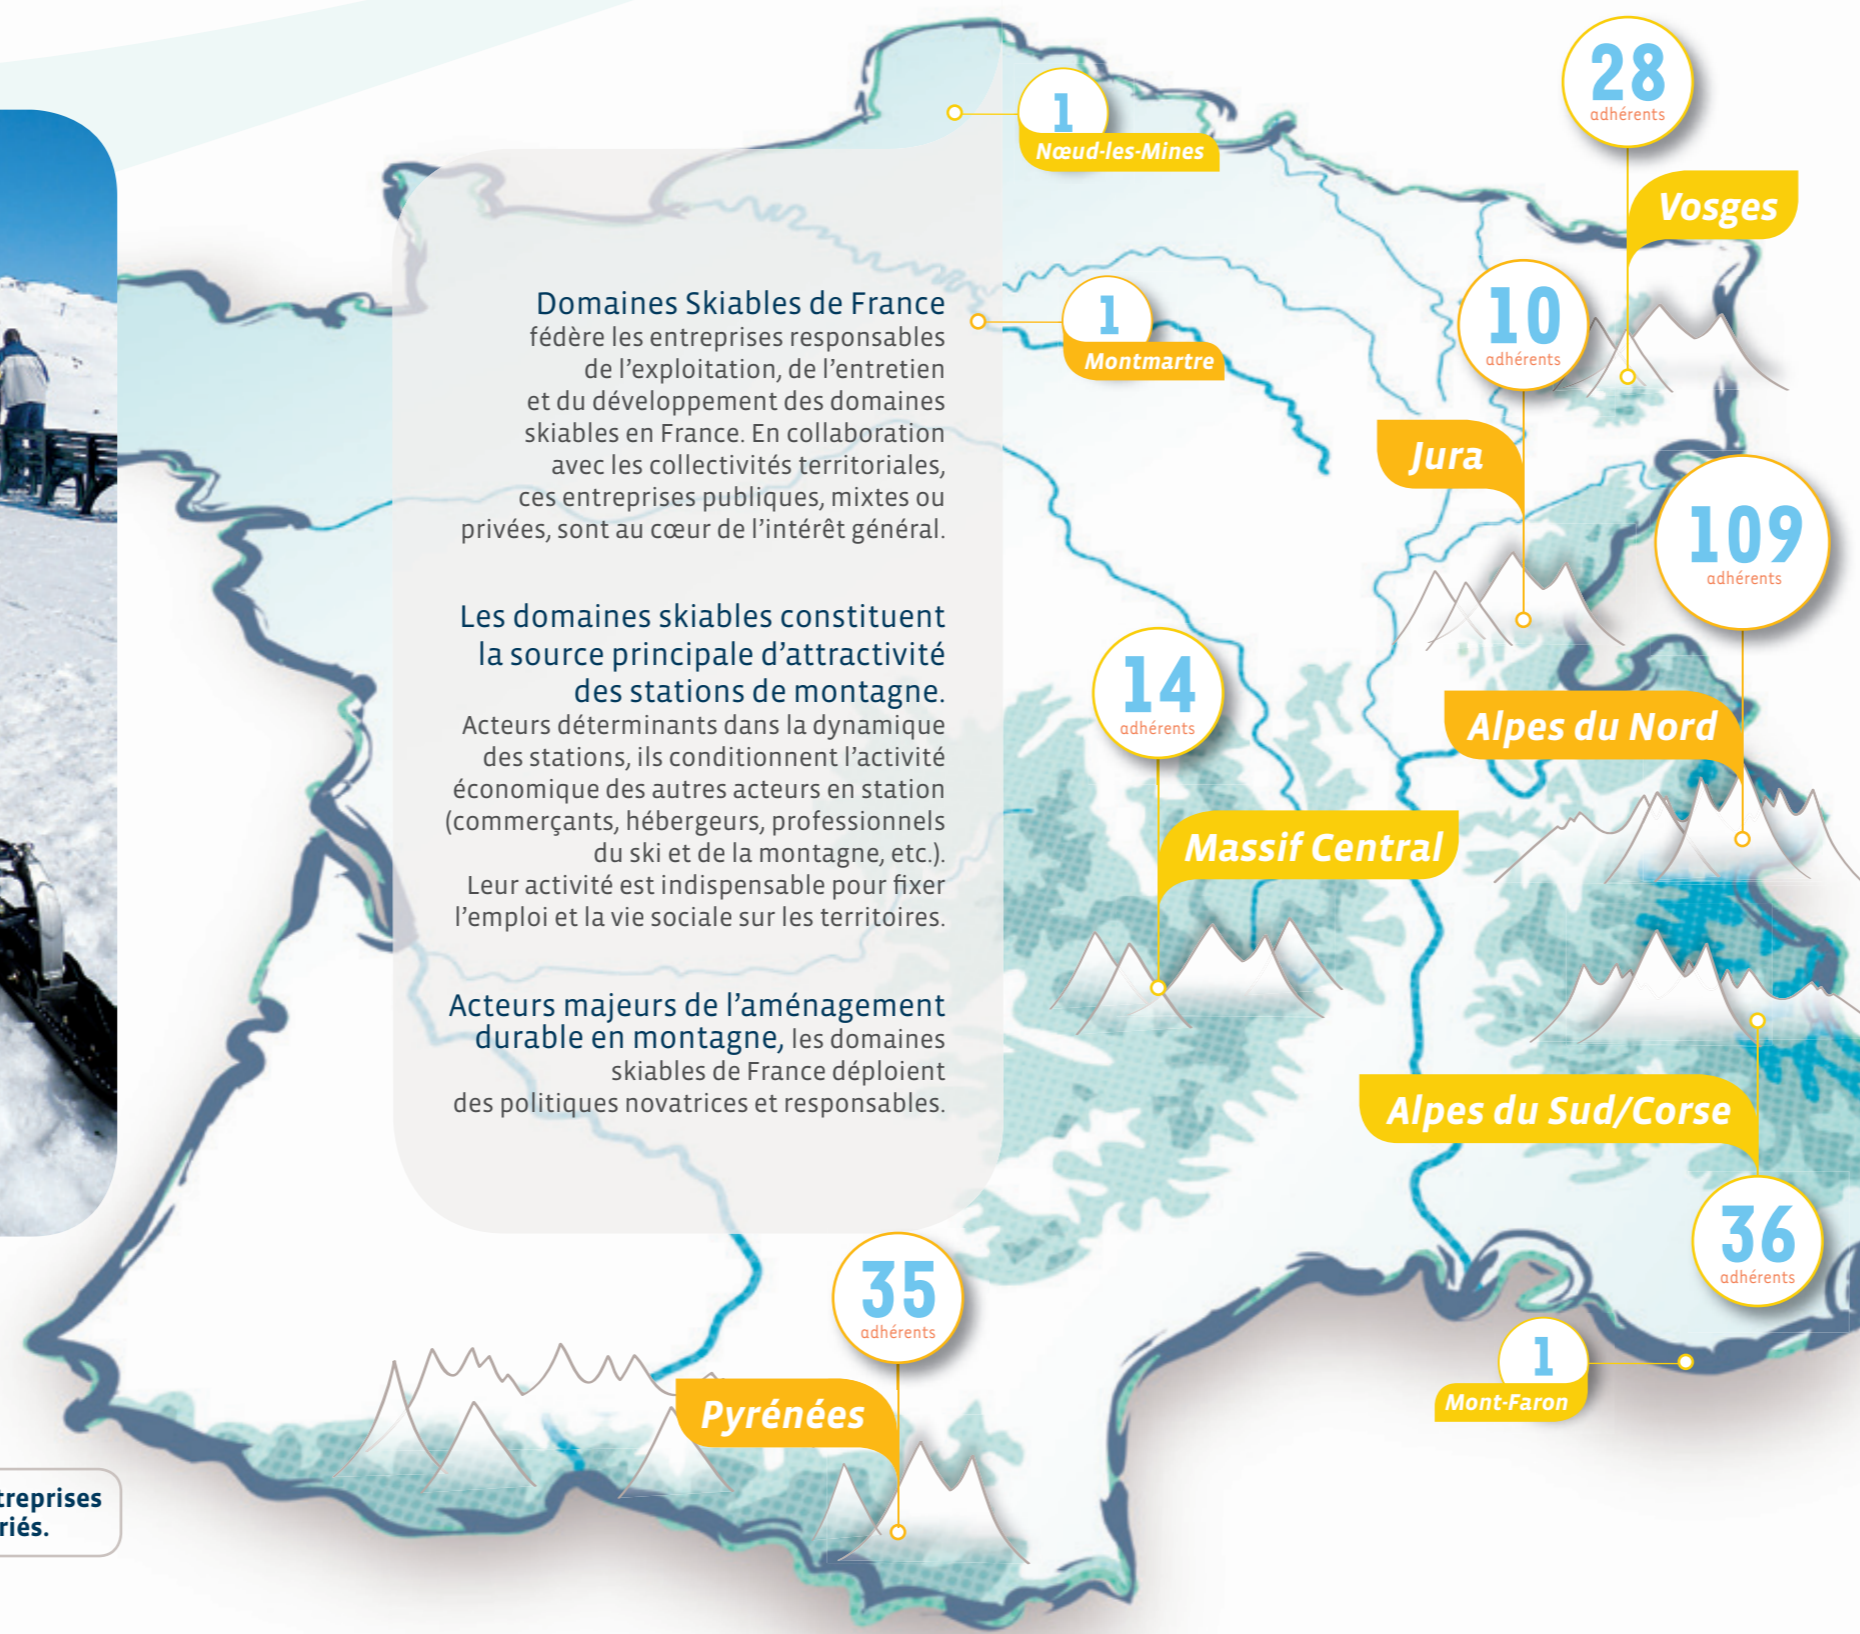 1
Nœud-les-Mines
28
adhérents
Vosges
Domaines Skiables de France
fédère les entreprises responsables
de l'exploitation, de l'entretien
et du développement des domaines
skiables en France. En collaboration
avec les collectivités territoriales,
ces entreprises publiques, mixtes ou
privées, sont au cœur de l'intérêt général.
Les domaines skiables constituent
la source principale d'attractivité
des stations de montagne.
Acteurs déterminants dans la dynamique
des stations, ils conditionnent l'activité
économique des autres acteurs en station
(commerçants, hébergeurs, professionnels
du ski et de la montagne, etc.).
Leur activité est indispensable pour fixer
l'emploi et la vie sociale sur les territoires.
Acteurs majeurs de l'aménagement
durable en montagne, les domaines
skiables de France déploient
des politiques novatrices et responsables.
1
Montmartre
10
adhérents
Jura
109
adhérents
Alpes du Nord
14
adhérents
Massif Central
Alpes du Sud/Corse
36
adhérents
35
adhérents
Pyrénées
1
Mont-Faron
treprises
riés.